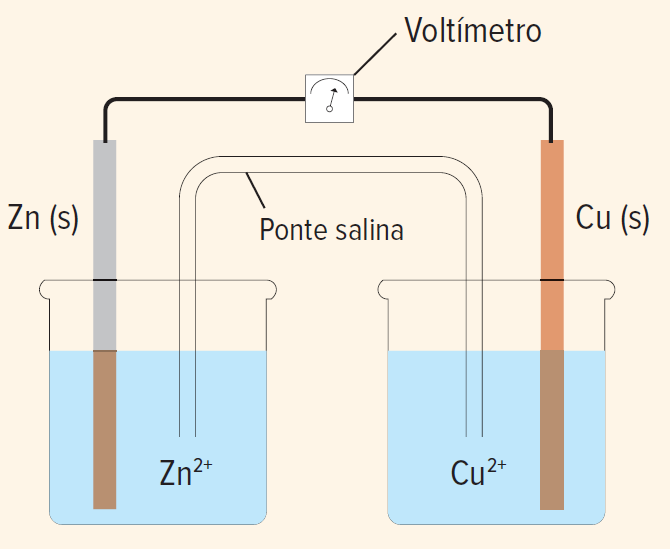 Voltímetro
Zn (s)
Ponte salina
Cu (s)
Zn²⁺
Cu²⁺